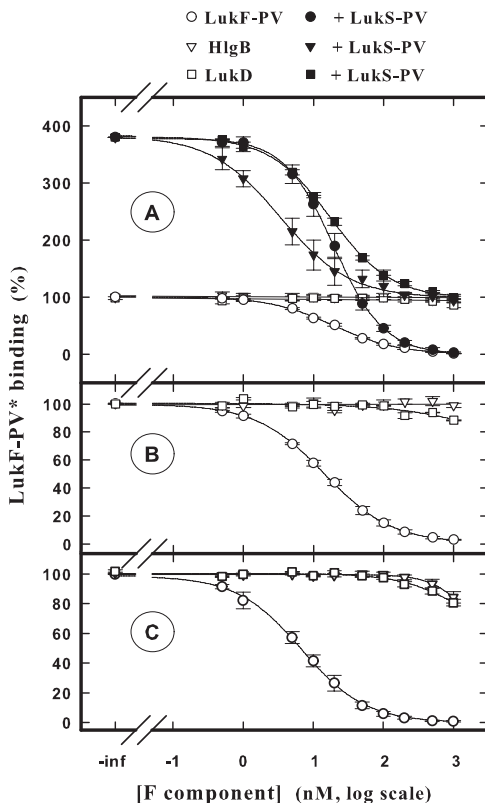 LukF-PV + LukS-PV
HlgB + LukS-PV
LukD + LukS-PV
400
300
200
100
0
A
100
80
60
40
20
0
B
100
80
60
40
20
0
C
LukF-PV* binding (%)
-inf -1 0 1 2 3
[F component] (nM, log scale)